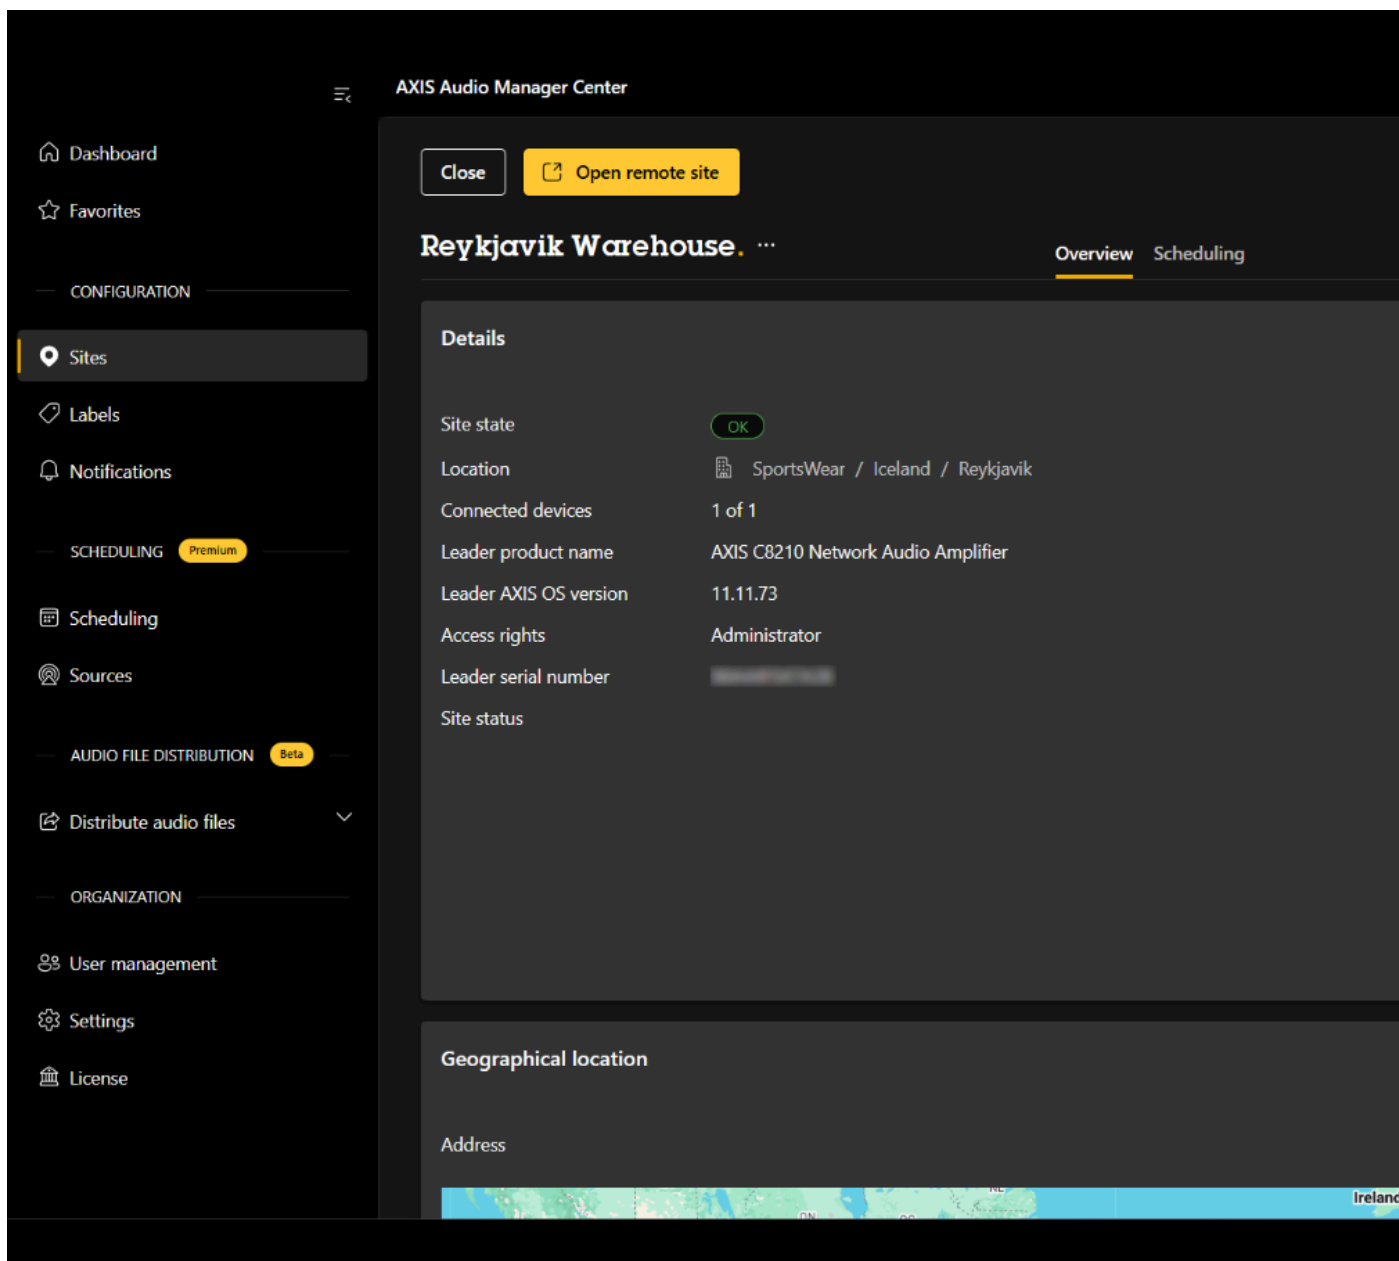 AXIS Audio Manager Center
Dashboard
Favorites
CONFIGURATION
Sites
Labels
Notifications
SCHEDULING Premium
Scheduling
Sources
AUDIO FILE DISTRIBUTION Beta
Distribute audio files
ORGANIZATION
User management
Settings
License
Close Open remote site
Reykjavik Warehouse. ...
Overview Scheduling
Details
Site state OK
Location SportsWear / Iceland / Reykjavik
Connected devices 1 of 1
Leader product name AXIS C8210 Network Audio Amplifier
Leader AXIS OS version 11.11.73
Access rights Administrator
Leader serial number
Site status
Geographical location
Address
NL
ON
Ireland